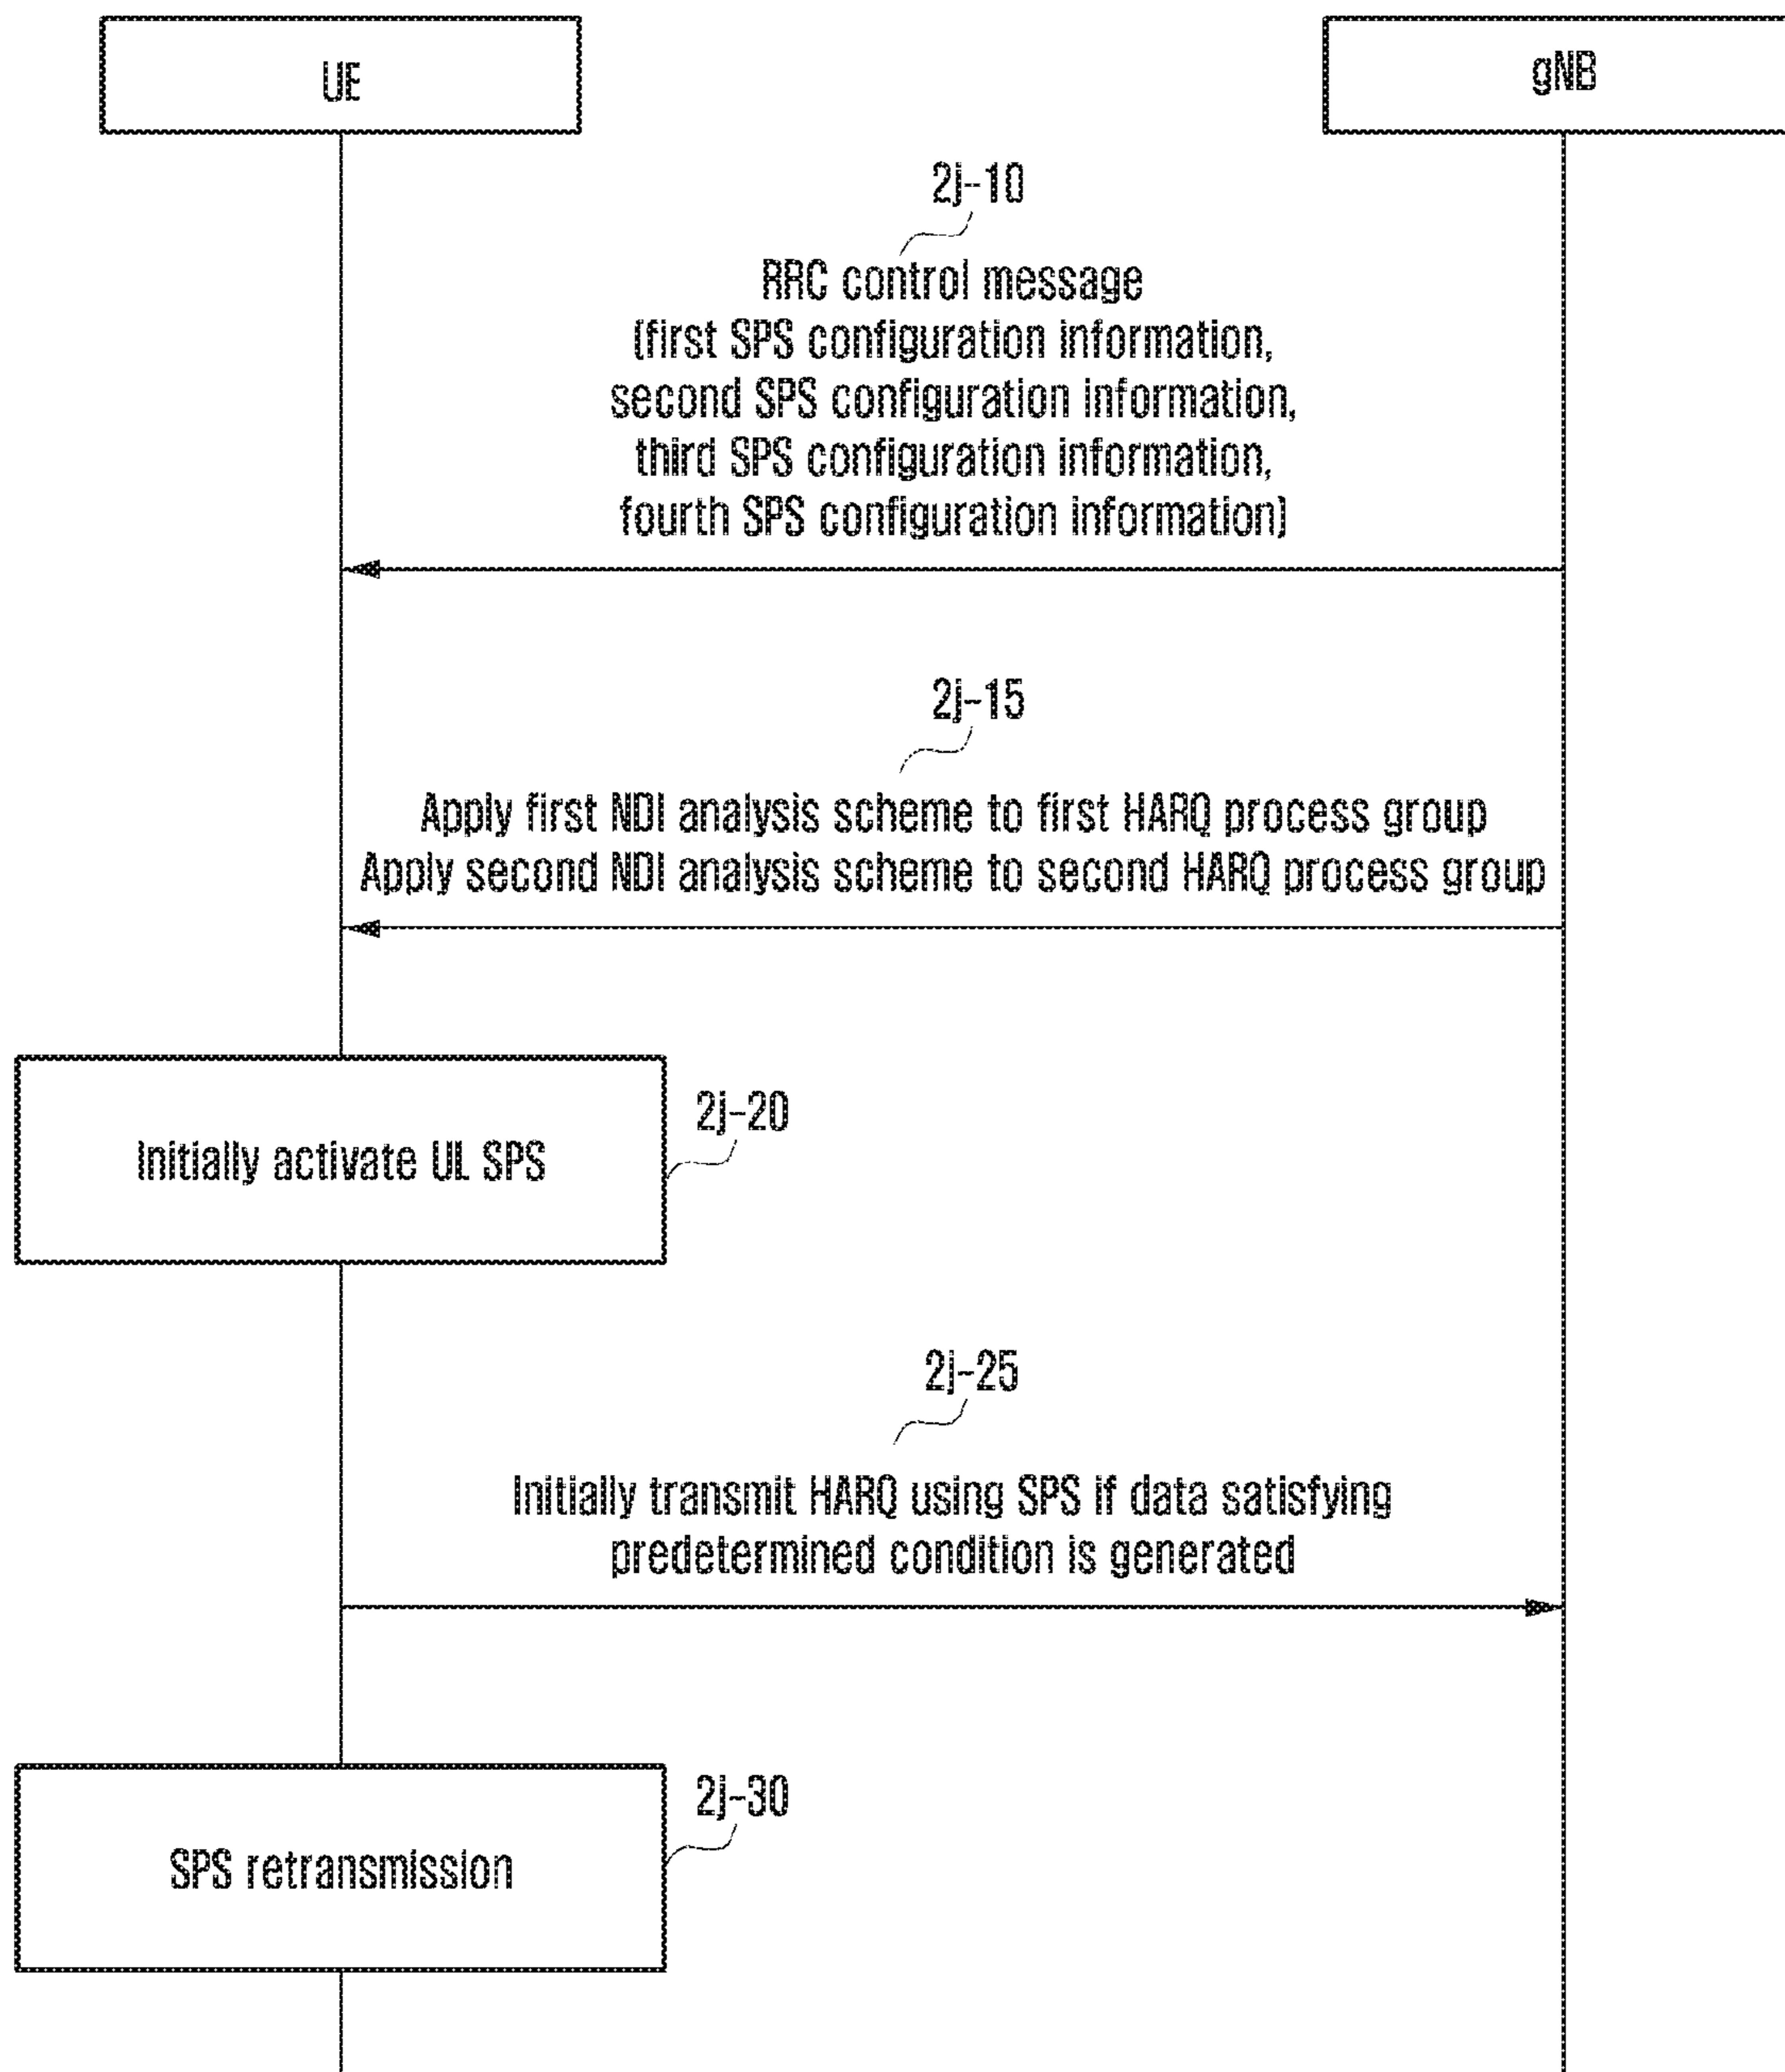 UE
gNB
2j-10
RRC control message
(first SPS configuration information,
second SPS configuration information,
third SPS configuration information,
fourth SPS configuration information)
2j-15
Apply first NDI analysis scheme to first HARQ process group
Apply second NDI analysis scheme to second HARQ process group
Initially activate UL SPS
2j-20
2j-25
Initially transmit HARQ using SPS if data satisfying
predetermined condition is generated
SPS retransmission
2j-30